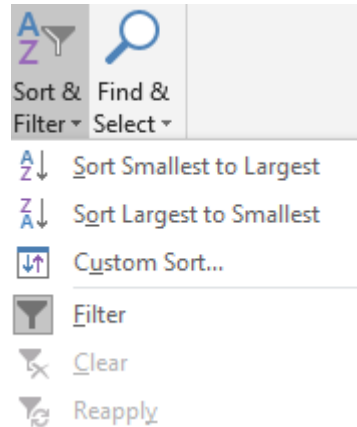 Sort & Find &
Filter Select
Sort Smallest to Largest
Sort Largest to Smallest
Custom Sort...
Filter
Clear
Reapply